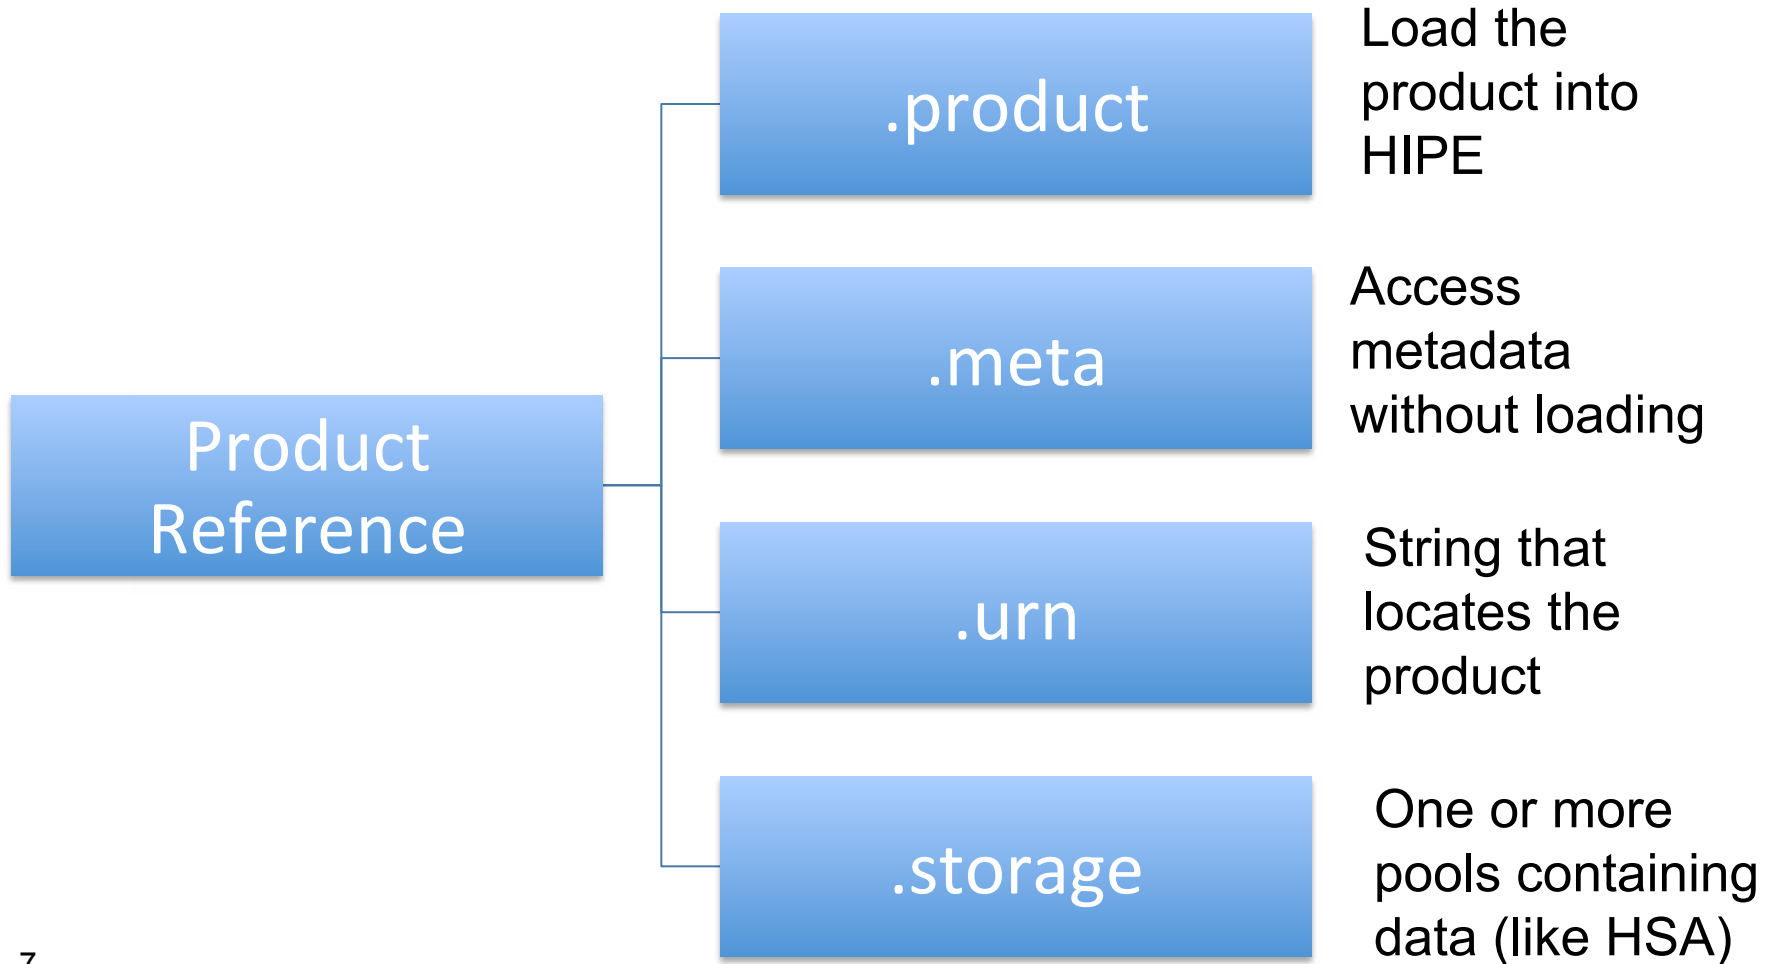 Product
Reference
.product
Load the
product into
HIPE
.meta
Access
metadata
without loading
.urn
String that
locates the
product
.storage
One or more
pools containing
data (like HSA)
7